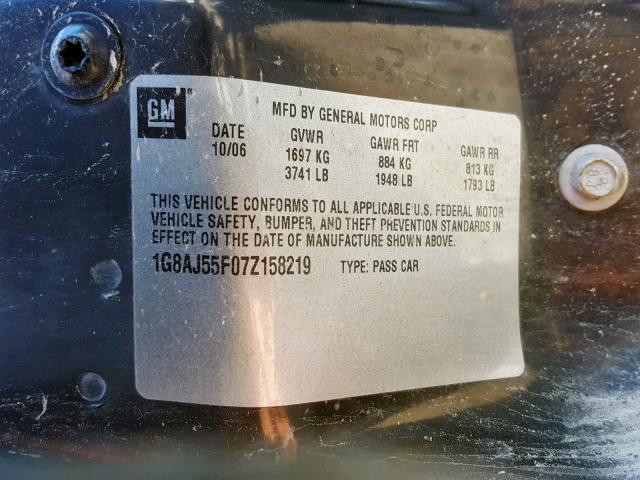 GM
MFD BY GENERAL MOTORS CORP
DATE GVWR GAWR FRT GAWR RR
10/06 1697 KG 884 KG 813 KG
3741 LB 1948 LB 1793 LB
THIS VEHICLE CONFORMS TO ALL APPLICABLE U.S. FEDERAL MOTOR
VEHICLE SAFETY, BUMPER, AND THEFT PREVENTION STANDARDS IN
EFFECT ON THE DATE OF MANUFACTURE SHOWN ABOVE.
1G8AJ55F07Z158219 TYPE: PASS CAR